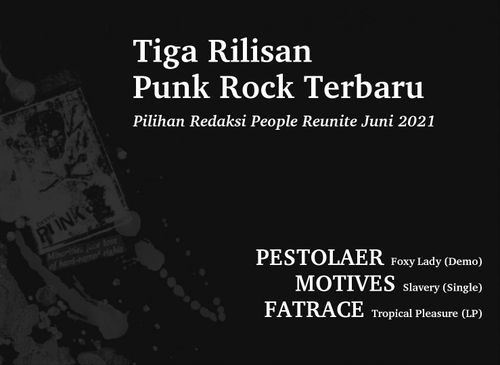 Tiga Rilisan
Punk Rock Terbaru
Pilihan Redaksi People Reunite Juni 2021
PUNK
PESTOLAER Foxy Lady (Demo)
MOTIVES Slavery (Single)
FATRACE Tropical Pleasure (LP)